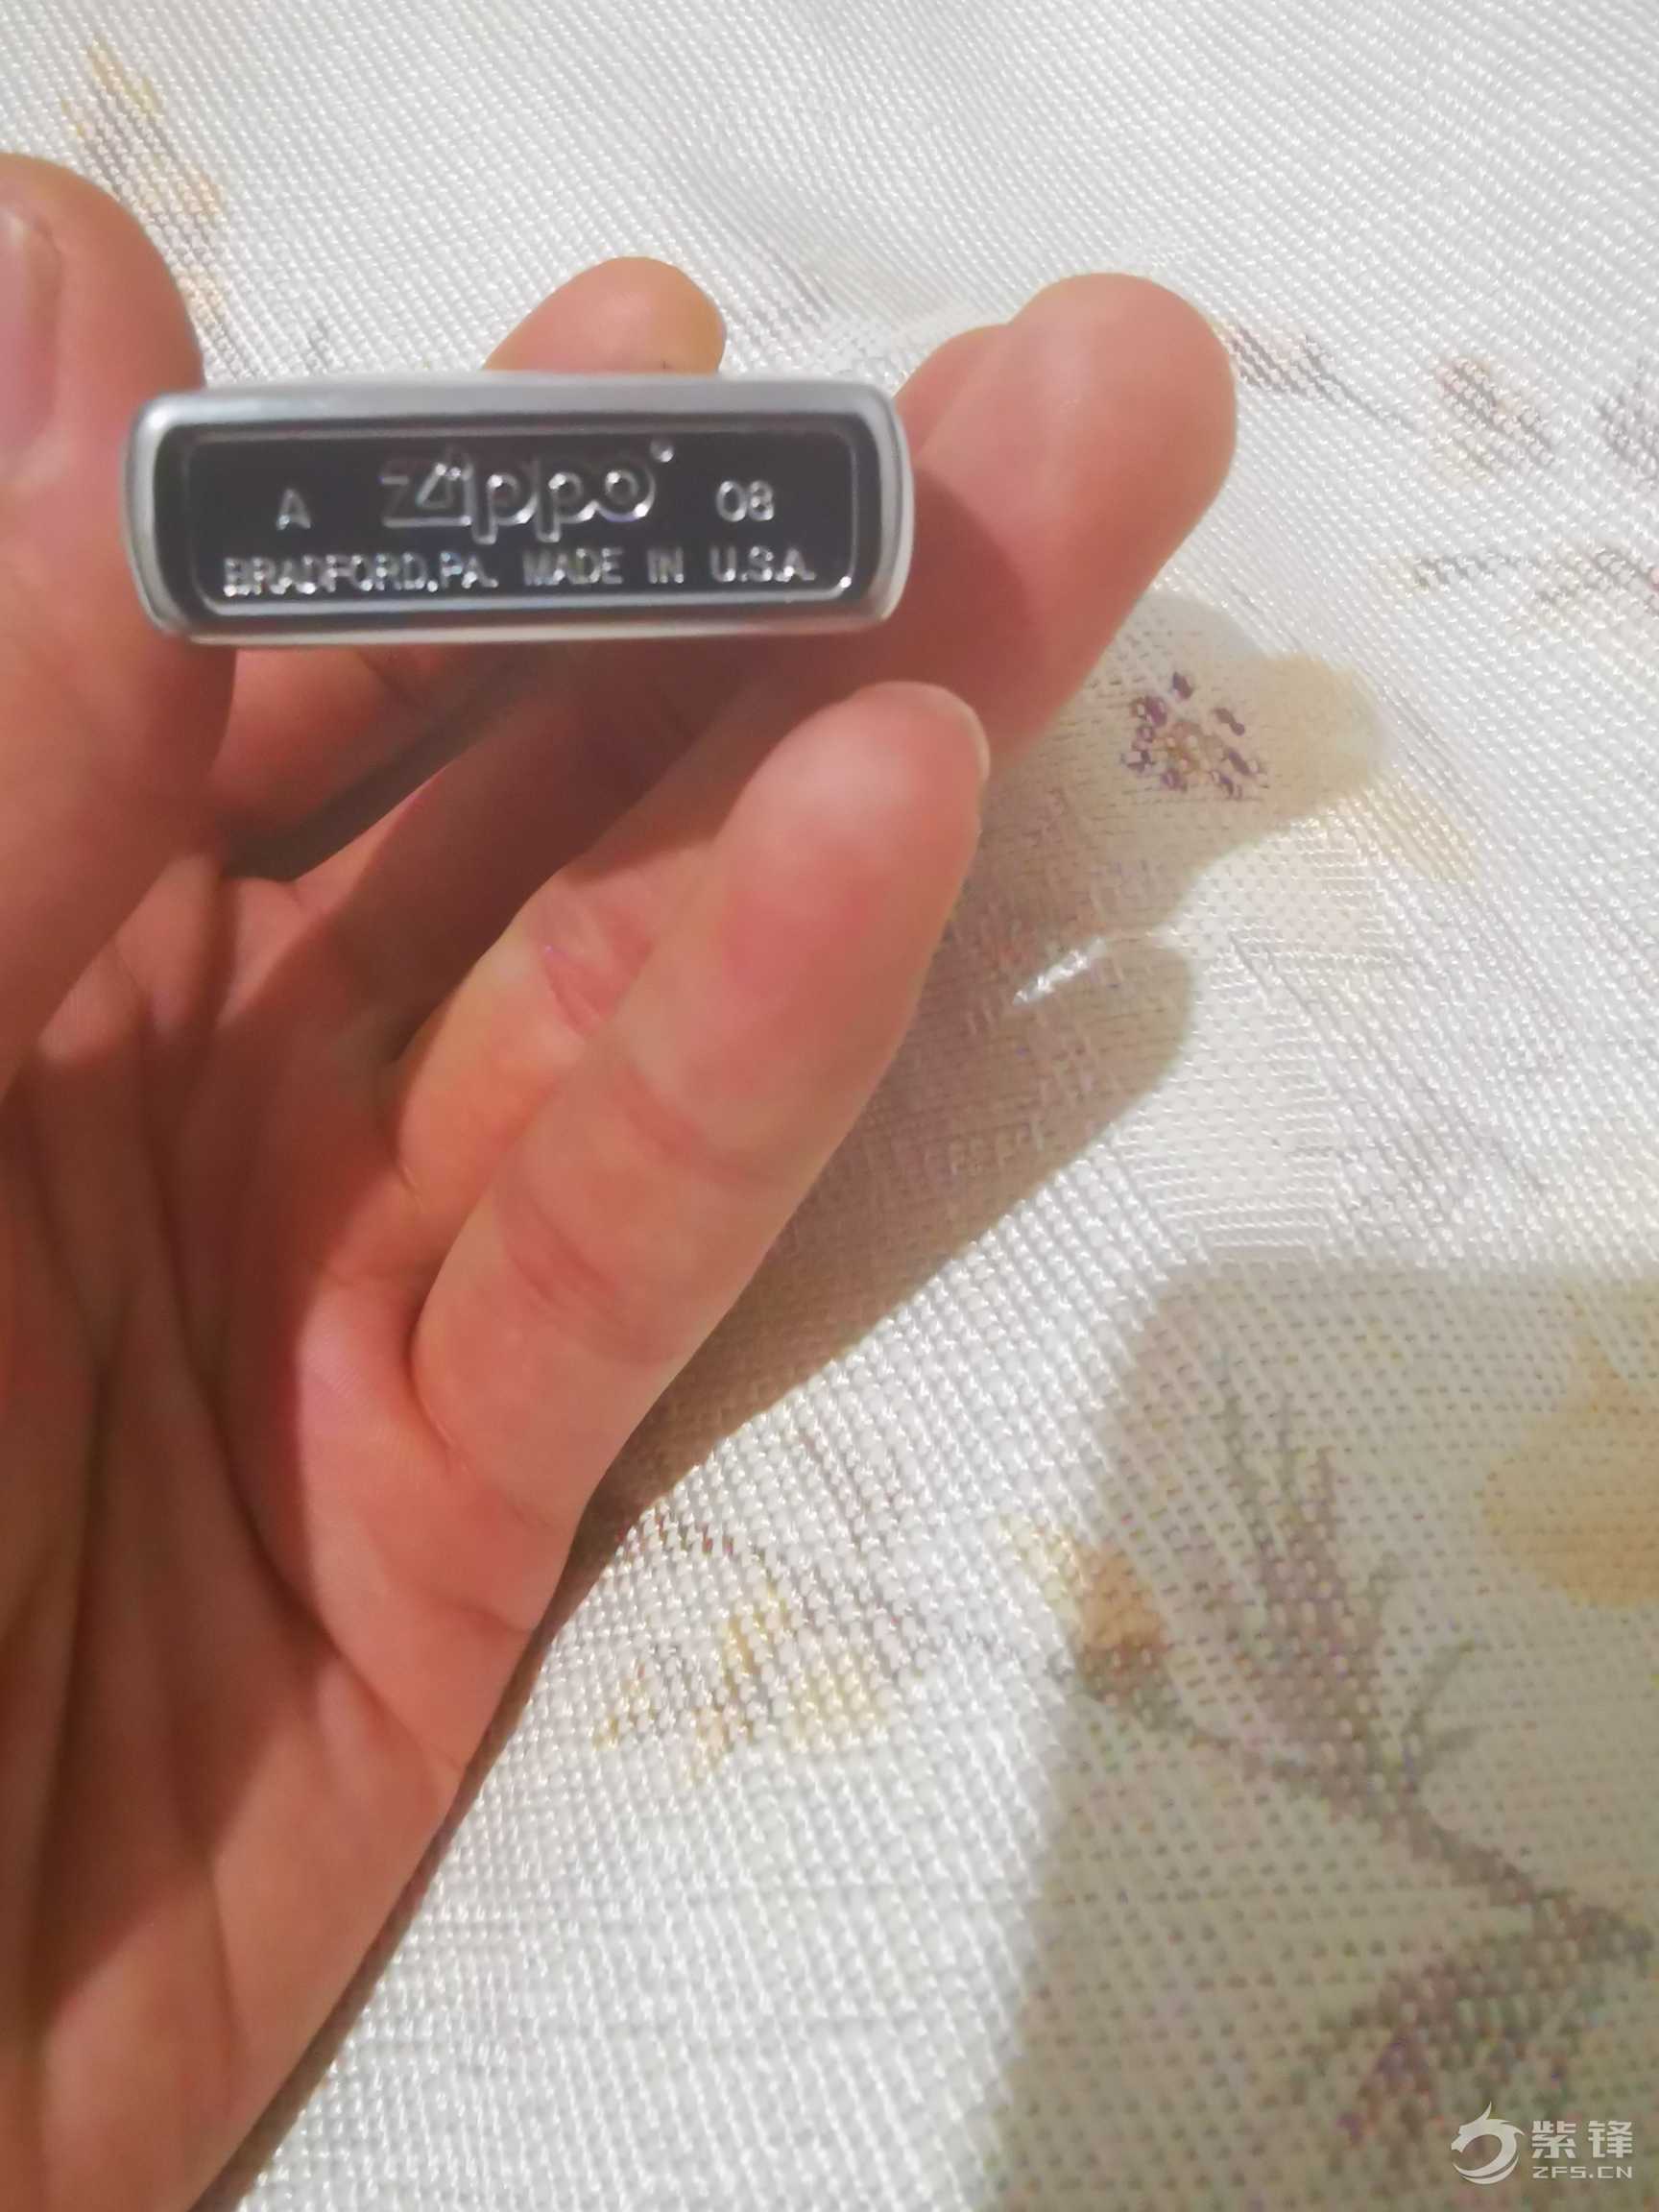 A Zippo® 08
BRADFORD,PA. MADE IN U.S.A.
紫锋
ZFS.CN